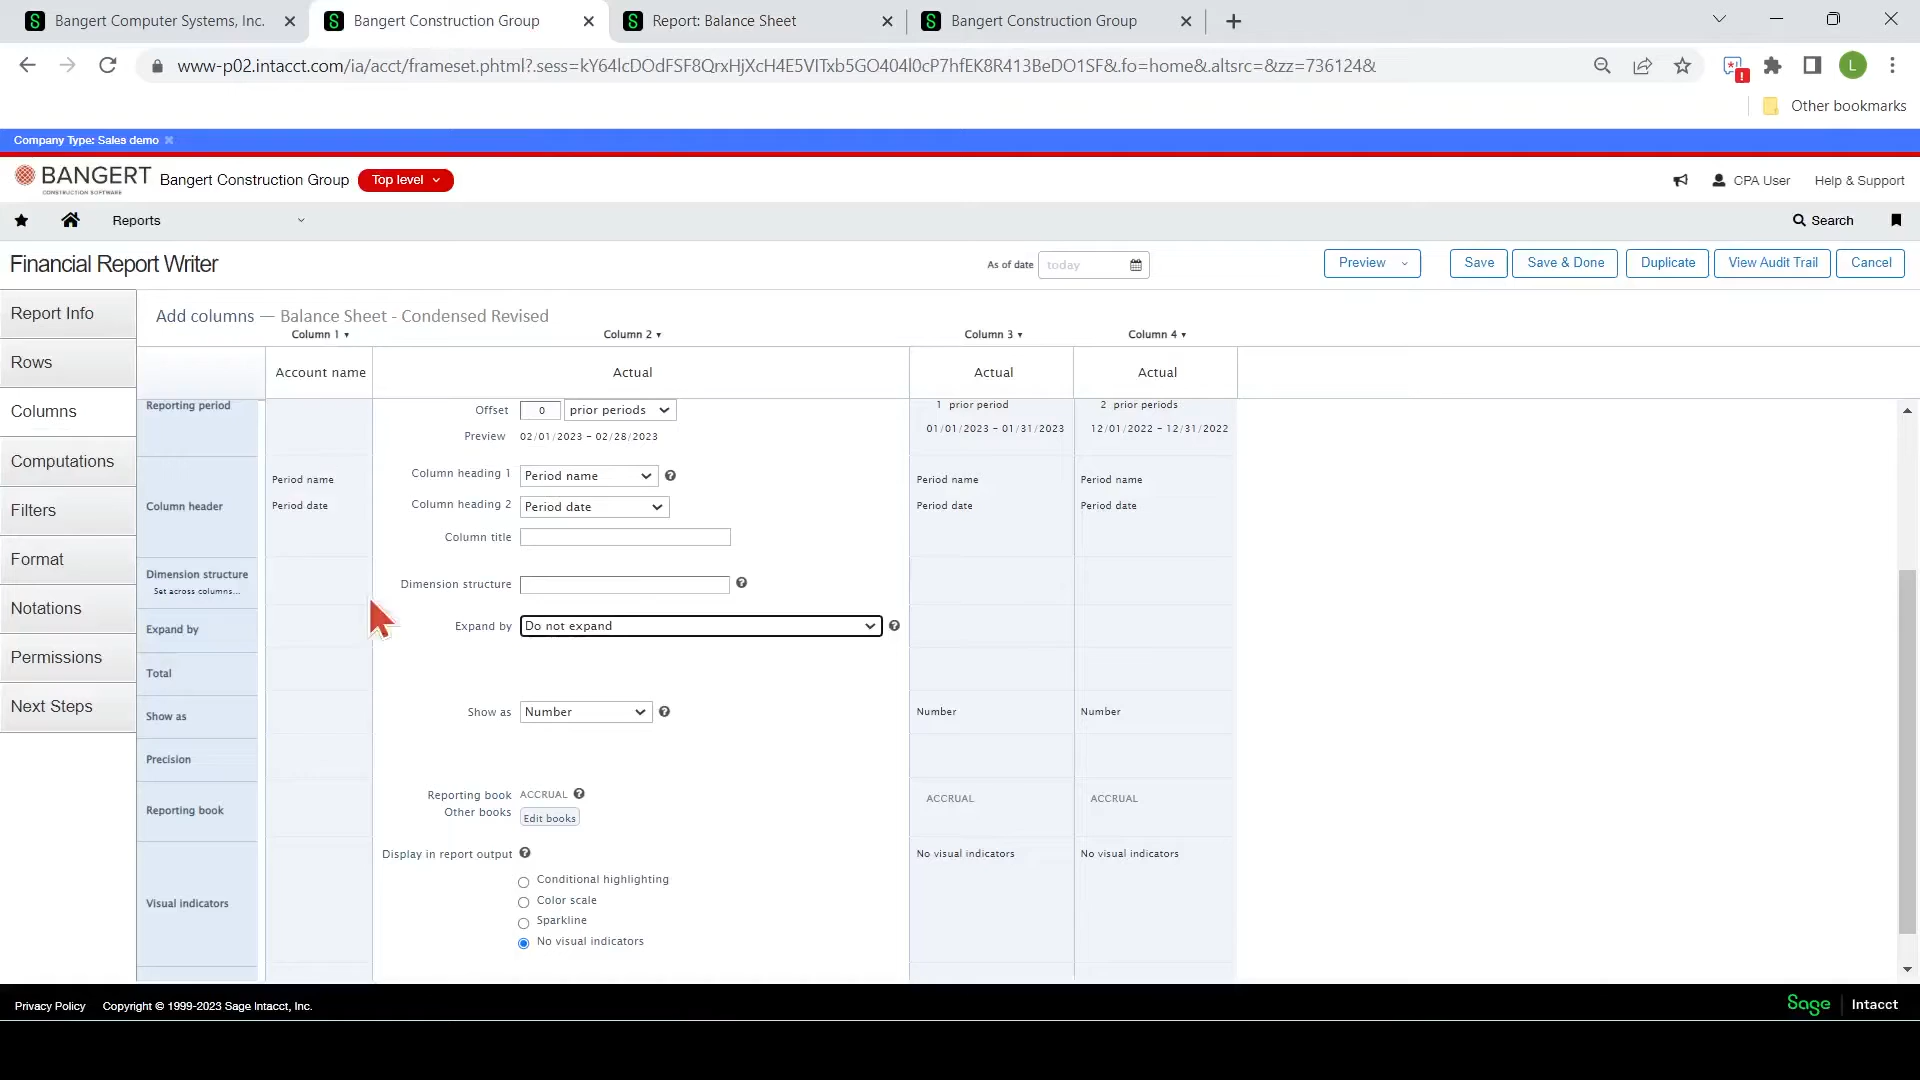 Bangert Computer Systems, Inc.
Bangert Construction Group
Report: Balance Sheet
Bangert Construction Group
www-p02.intacct.com/ia/acct/frameset.phtml?.sess=kY64lcDOdFSF8QrxHjXcH4E5VITxb5GO404l0cP7hfEK8R413BeDO1SF&.fo=home&.altsrc=&zz=736124&
L
Other bookmarks
Company Type: Sales demo
BANGERT
CONSTRUCTION SOFTWARE
Bangert Construction Group
Top level
CPA User
Help & Support
Reports
Search
Financial Report Writer
As of date
today
Preview
Save
Save & Done
Duplicate
View Audit Trail
Cancel
Report Info
Rows
Columns
Computations
Filters
Format
Notations
Permissions
Next Steps
Add columns — Balance Sheet - Condensed Revised
Column 1
Column 2
Column 3
Column 4
Account name
Actual
Actual
Actual
Reporting period
Offset
0
prior periods
1 prior period
2 prior periods
Preview
02/01/2023 - 02/28/2023
01/01/2023 - 01/31/2023
12/01/2022 - 12/31/2022
Column header
Period name
Period date
Column heading 1
Period name
Column heading 2
Period date
Column title
Period name
Period date
Period name
Period date
Dimension structure
Set across columns...
Dimension structure
Expand by
Expand by
Do not expand
Total
Show as
Show as
Number
Number
Number
Precision
Reporting book
Reporting book
ACCRUAL
Other books
Edit books
ACCRUAL
ACCRUAL
Visual indicators
Display in report output
Conditional highlighting
Color scale
Sparkline
No visual indicators
No visual indicators
No visual indicators
Privacy Policy
Copyright © 1999-2023 Sage Intacct, Inc.
Sage
Intacct